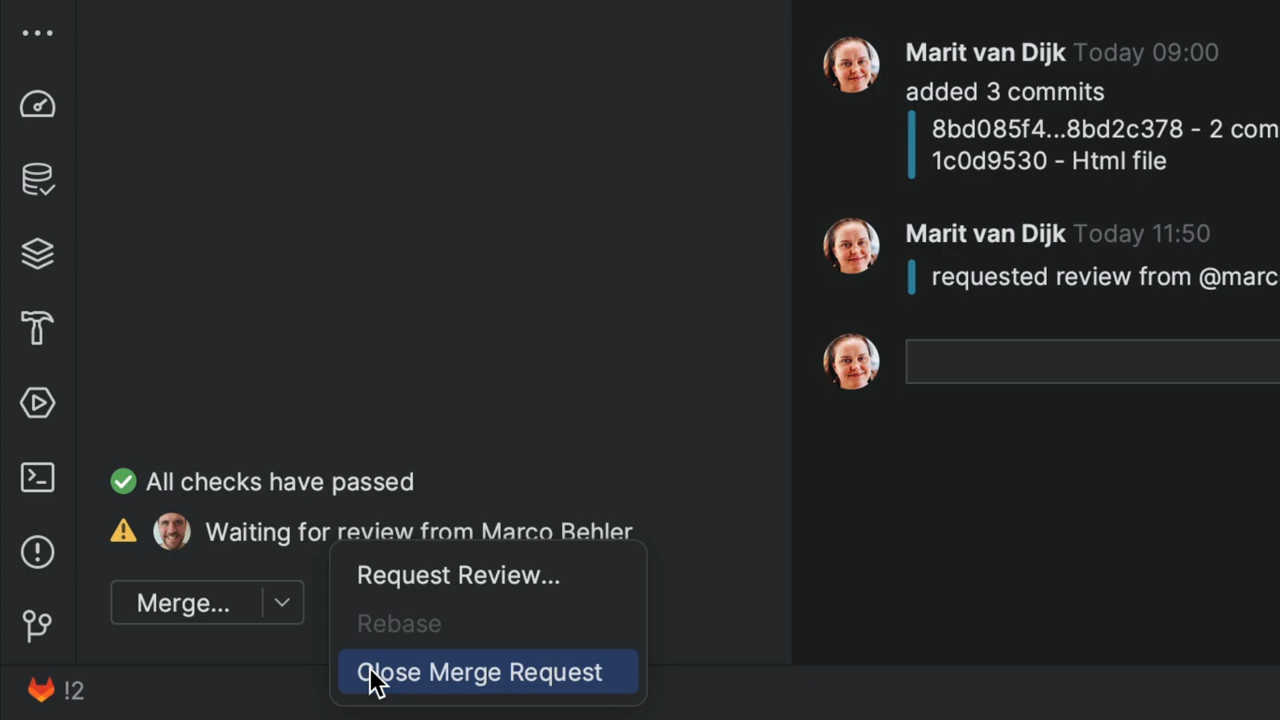 Marit van Dijk Today 09:00
added 3 commits
8bd085f4...8bd2c378 - 2 com
1c0d9530 - Html file
Marit van Dijk Today 11:50
requested review from @marc
All checks have passed
Waiting for review from Marco Behler
Request Review...
Merge...
Rebase
Close Merge Request
!2